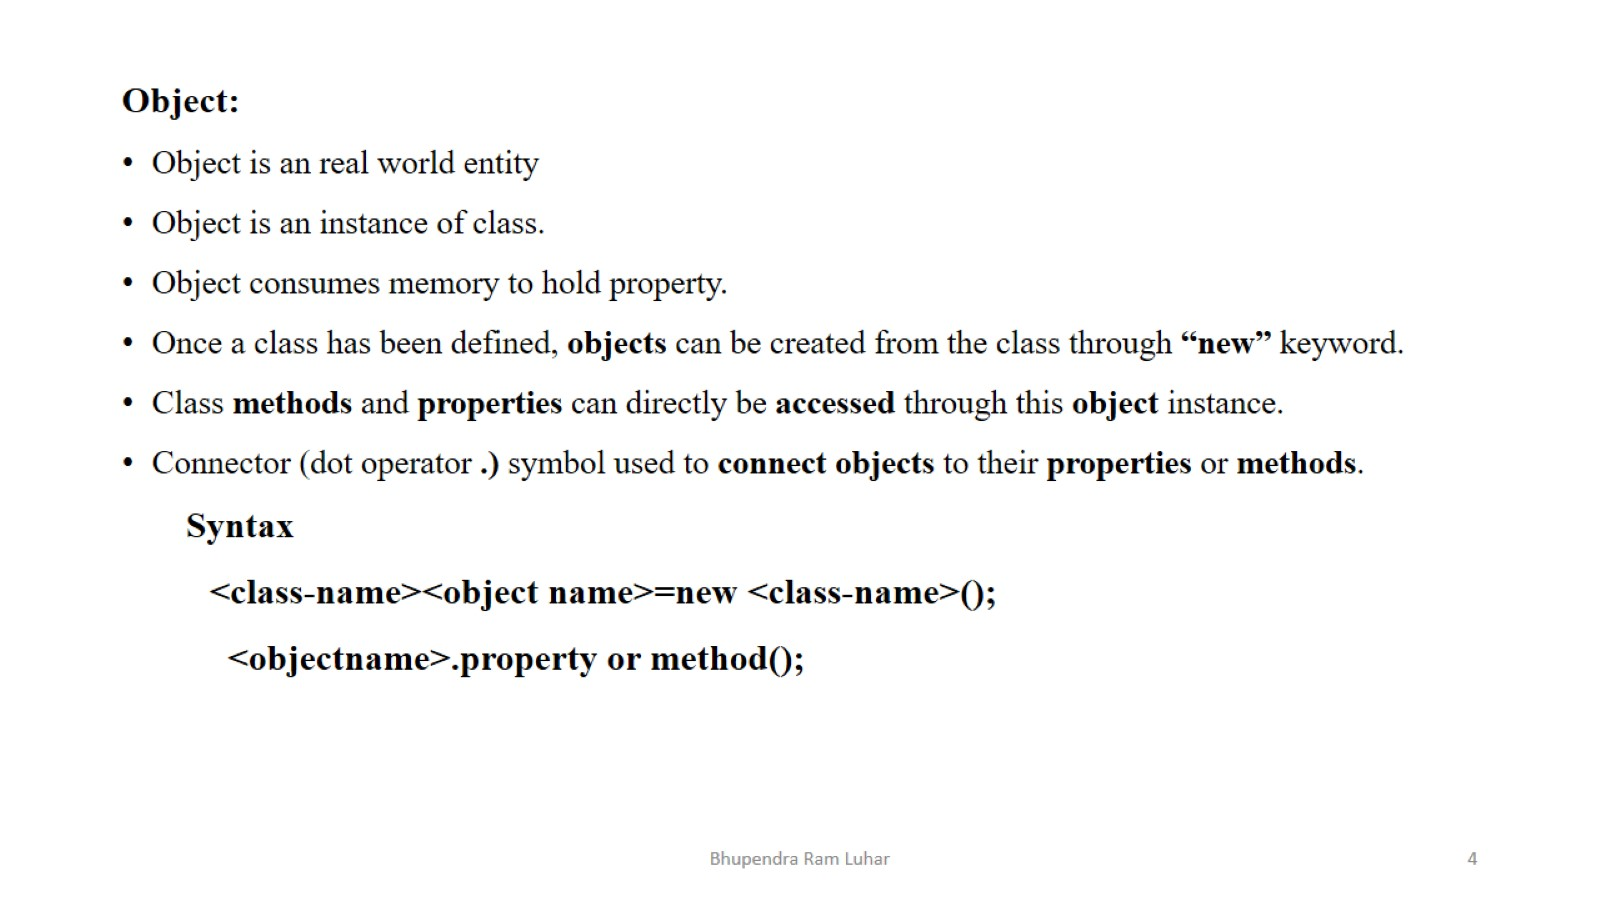 Object:
• Object is an real world entity
• Object is an instance of class.
• Object consumes memory to hold property.
• Once a class has been defined, objects can be created from the class through “new” keyword.
• Class methods and properties can directly be accessed through this object instance.
• Connector (dot operator .) symbol used to connect objects to their properties or methods.
Syntax
<class-name><object name>=new <class-name>();
<objectname>.property or method();
Bhupendra Ram Luhar
4